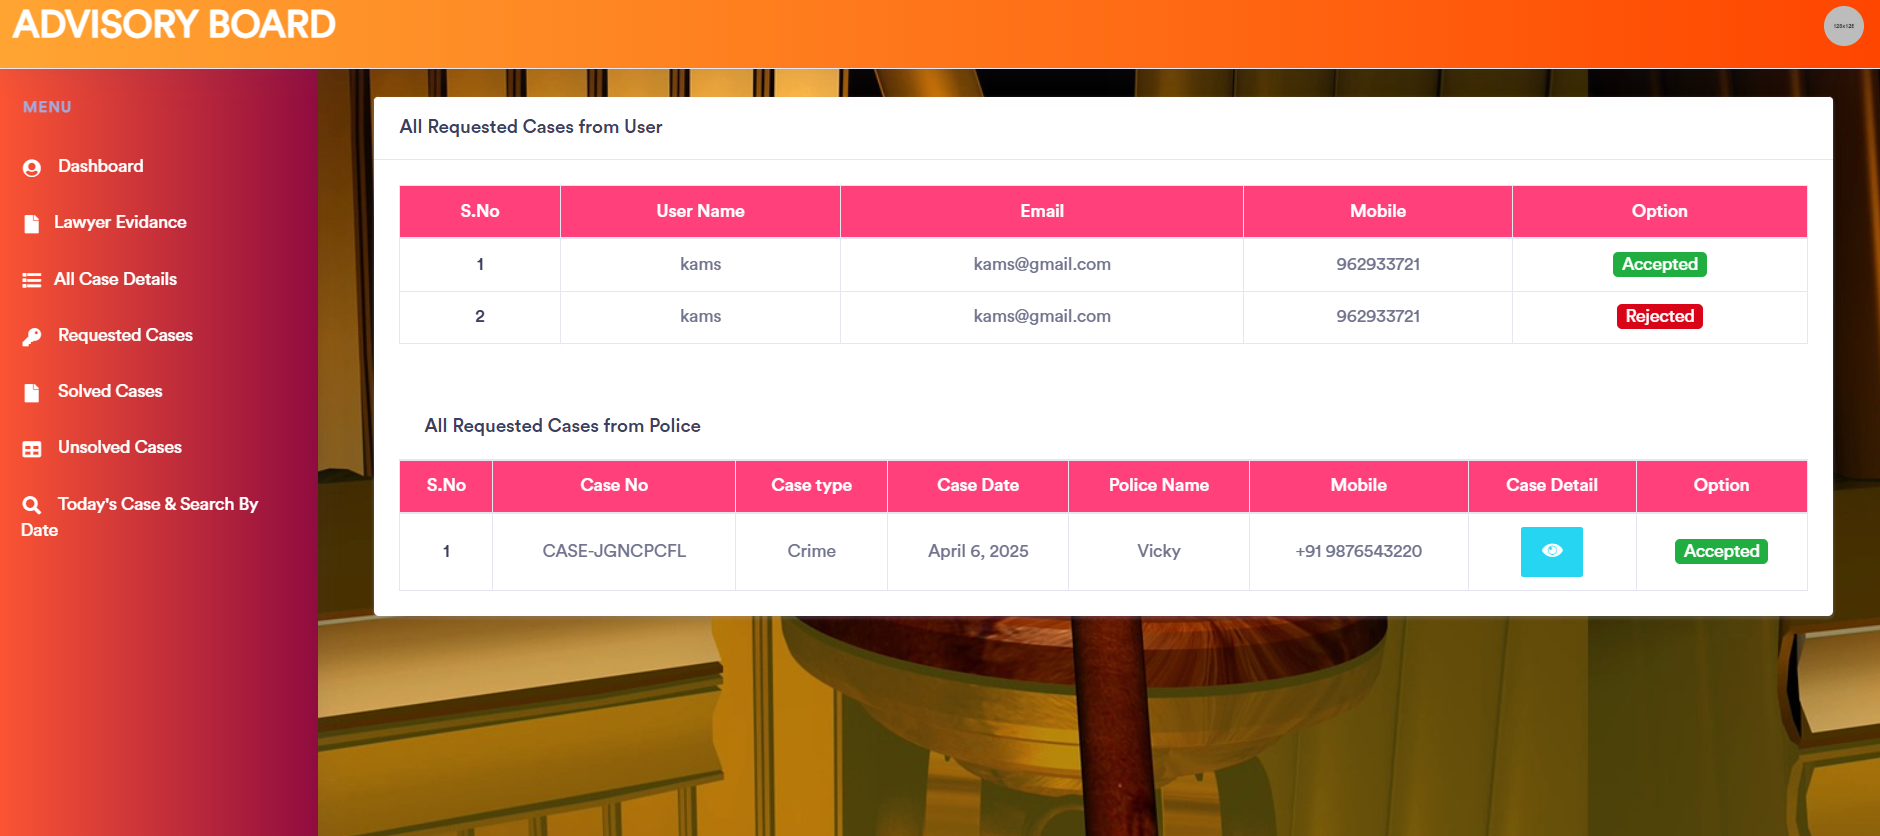 ADVISORY BOARD
128x128
MENU
Dashboard
Lawyer Evidance
All Case Details
Requested Cases
Solved Cases
Unsolved Cases
Today's Case & Search By
Date
All Requested Cases from User
S.No User Name Email Mobile Option
1 kams kams@gmail.com 962933721 Accepted
2 kams kams@gmail.com 962933721 Rejected
All Requested Cases from Police
S.No Case No Case type Case Date Police Name Mobile Case Detail Option
1 CASE-JGNCPCFL Crime April 6, 2025 Vicky +91 9876543220 Accepted